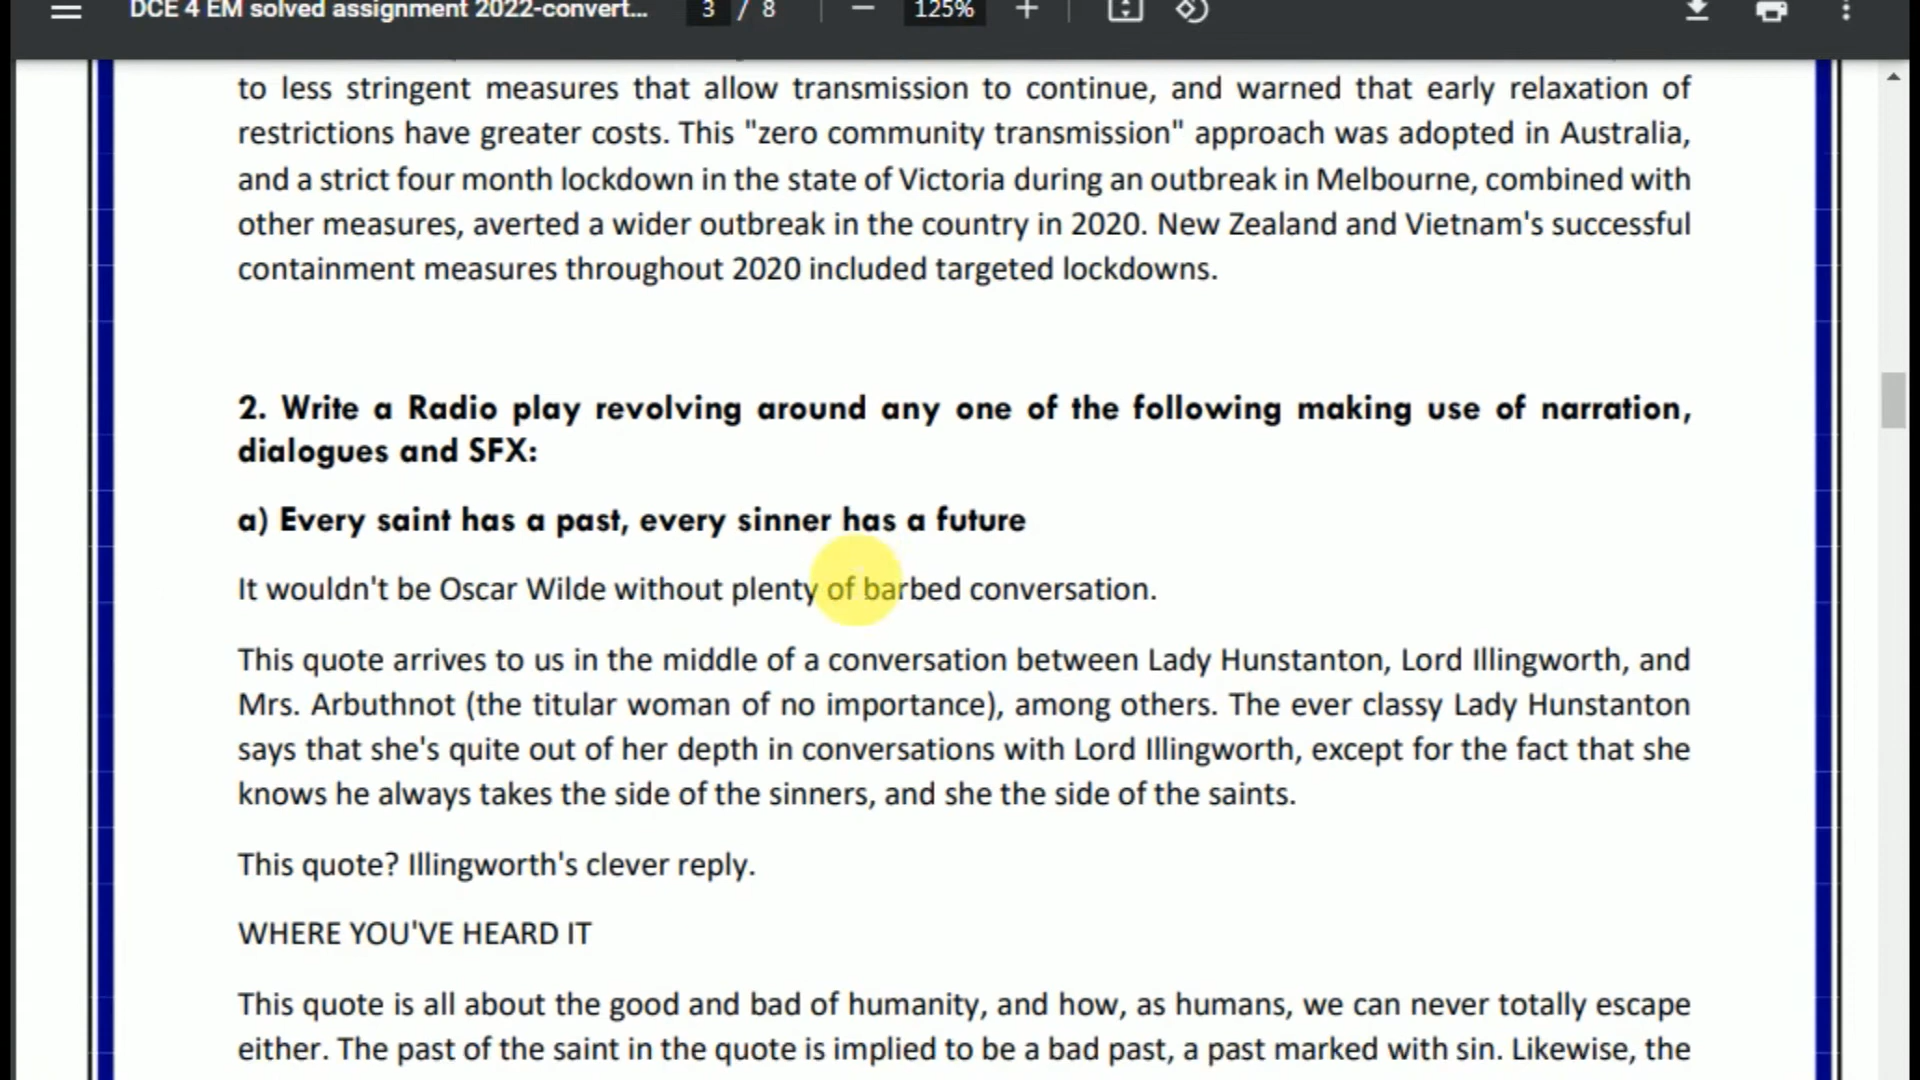 DCE 4 EM solved assignment 2022-convert... 3 / 8 125%
to less stringent measures that allow transmission to continue, and warned that early relaxation of
restrictions have greater costs. This "zero community transmission" approach was adopted in Australia,
and a strict four month lockdown in the state of Victoria during an outbreak in Melbourne, combined with
other measures, averted a wider outbreak in the country in 2020. New Zealand and Vietnam's successful
containment measures throughout 2020 included targeted lockdowns.
2. Write a Radio play revolving around any one of the following making use of narration,
dialogues and SFX:
a) Every saint has a past, every sinner has a future
It wouldn't be Oscar Wilde without plenty of barbed conversation.
This quote arrives to us in the middle of a conversation between Lady Hunstanton, Lord Illingworth, and
Mrs. Arbuthnot (the titular woman of no importance), among others. The ever classy Lady Hunstanton
says that she's quite out of her depth in conversations with Lord Illingworth, except for the fact that she
knows he always takes the side of the sinners, and she the side of the saints.
This quote? Illingworth's clever reply.
WHERE YOU'VE HEARD IT
This quote is all about the good and bad of humanity, and how, as humans, we can never totally escape
either. The past of the saint in the quote is implied to be a bad past, a past marked with sin. Likewise, the